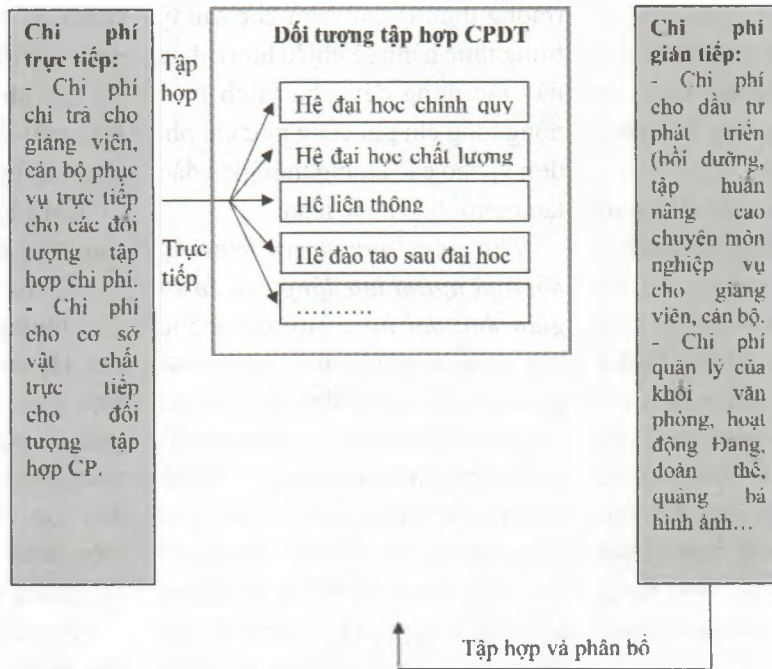 Chi phí
trực tiếp:
- Chi phí
chi trả cho
giảng viên,
cán bộ phục
vụ trực tiếp
cho các đối
tượng tập
hợp chi phí.
- Chi phí
cho cơ sở
vật chất
trực tiếp
cho đối
tượng tập
hợp CP.
Tập
hợp
Trực
tiếp
Đối tượng tập hợp CPDT
Hệ đại học chính quy
Hệ đại học chất lượng
Hệ liên thông
Hệ đào tạo sau đại học
..........
Chi phí
gián tiếp:
- Chi phí
cho đầu tư
phát triển
(bồi dưỡng,
tập huấn
nâng cao
chuyên môn
nghiệp vụ
cho giảng
viên, cán bộ.
- Chi phí
quản lý của
khối văn
phòng, hoạt
động Đảng,
đoàn thể,
quảng bá
hình ảnh…
Tập hợp và phân bổ